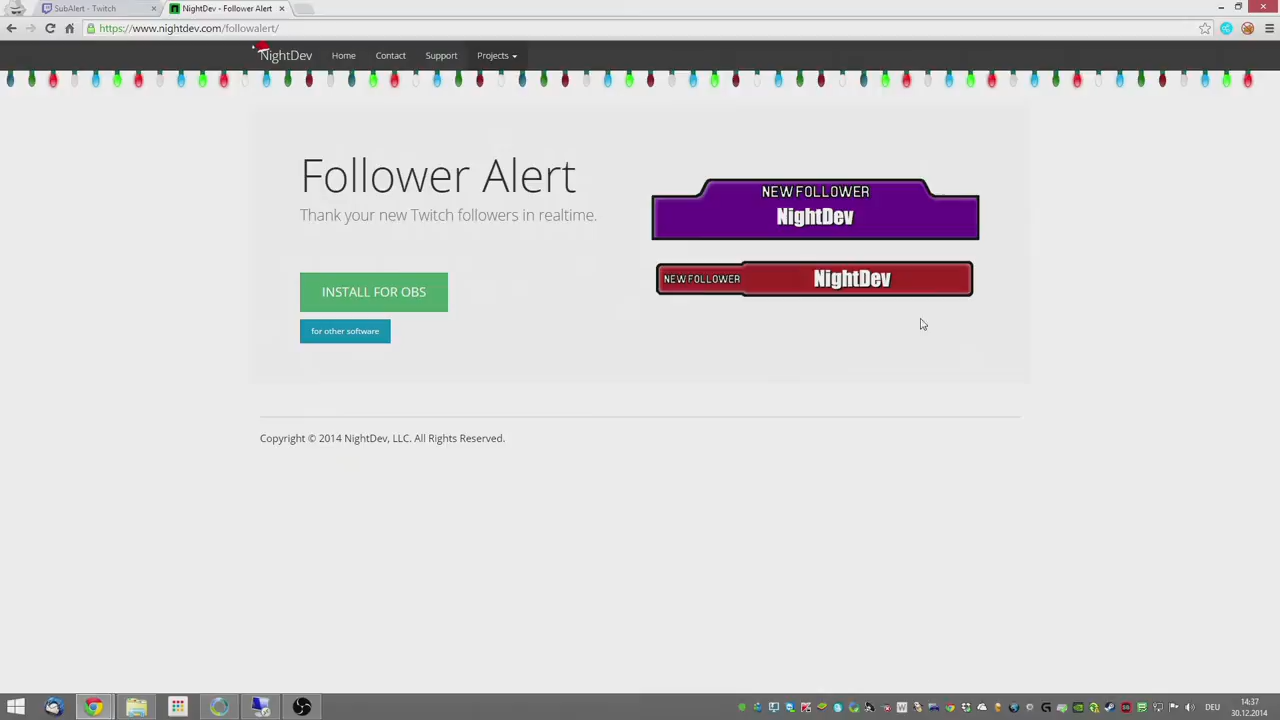 SubAlert - Twitch
NightDev - Follower Alert
https://www.nightdev.com/followalert/
NightDev Home Contact Support Projects
Follower Alert
Thank your new Twitch followers in realtime.
INSTALL FOR OBS
for other software
NEW FOLLOWER
NightDev
NEW FOLLOWER NightDev
Copyright © 2014 NightDev, LLC. All Rights Reserved.
DEU
14:37
30.12.2014